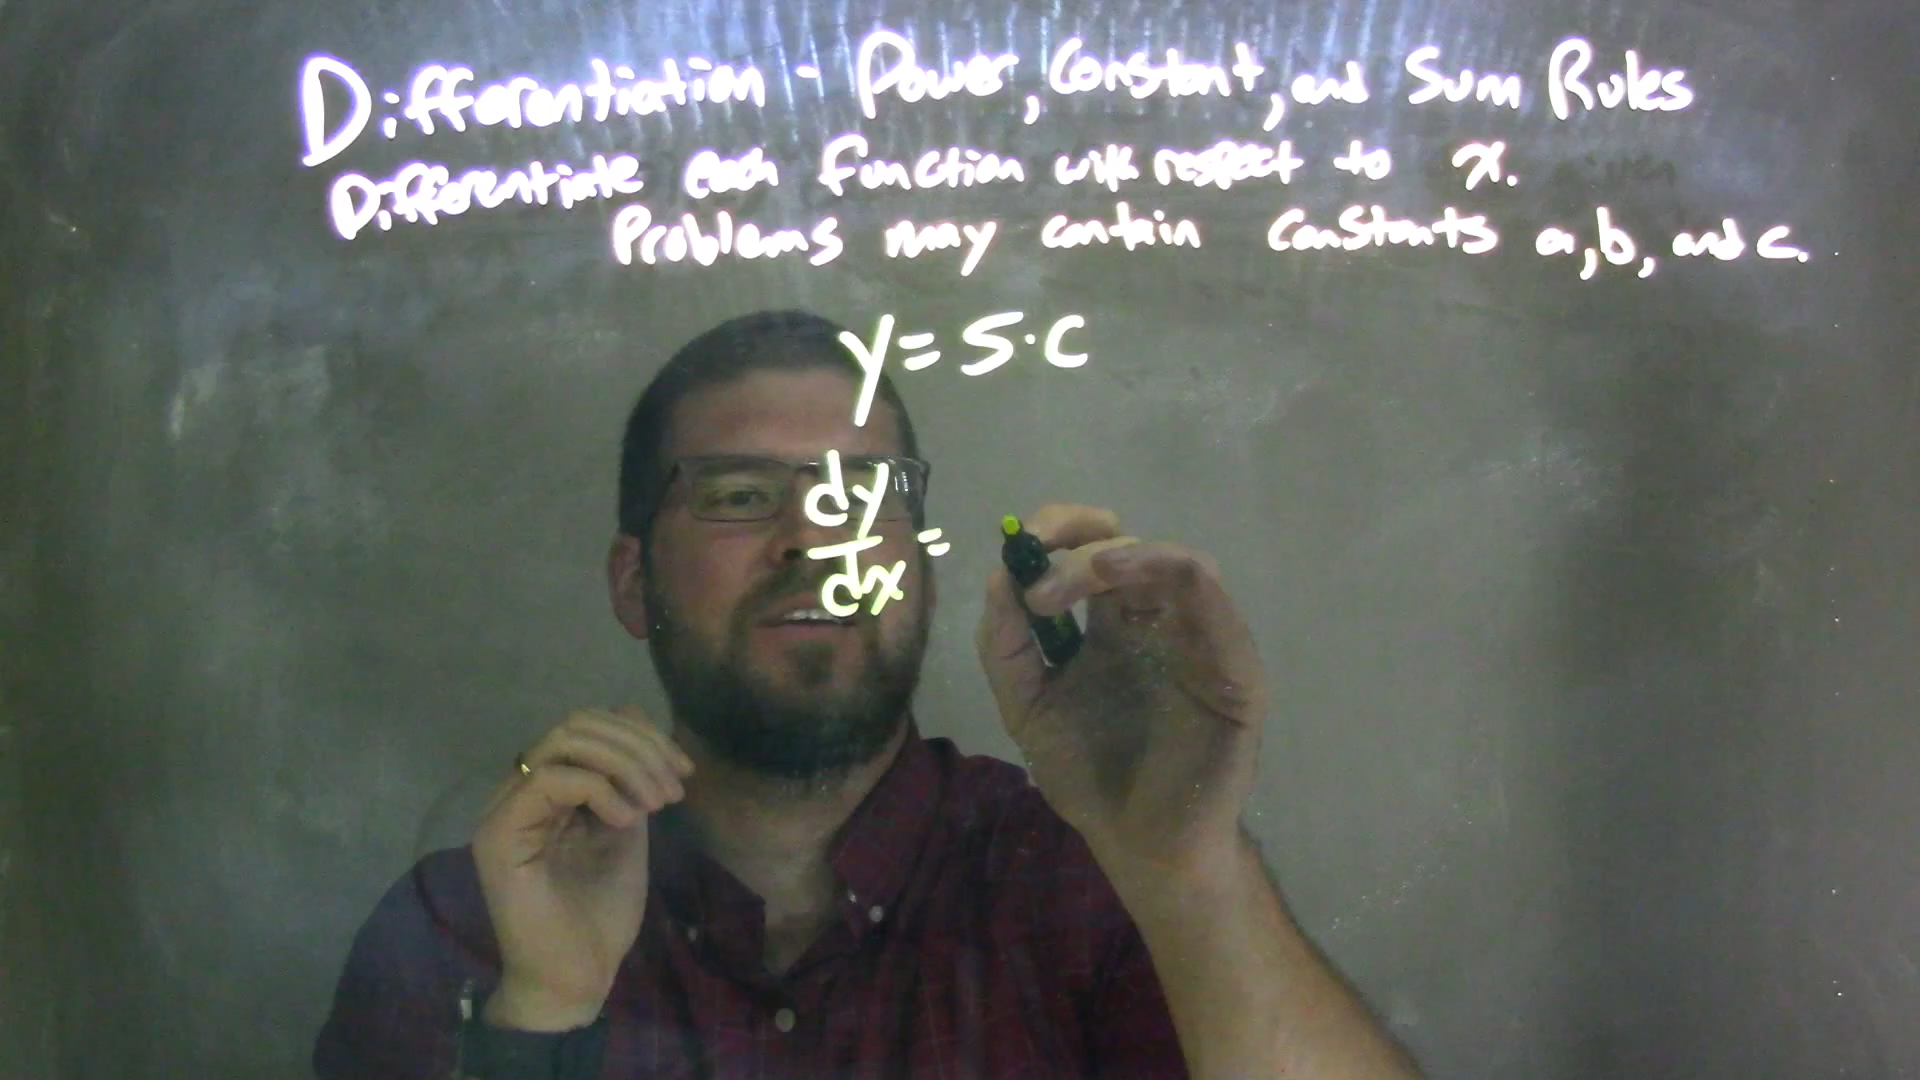 Differentiation - Power, Constant, and Sum Rules
Differentiate each function with respect to x.
Problems may contain constants a, b, and c.
y = 5 · c
dy
dx
=